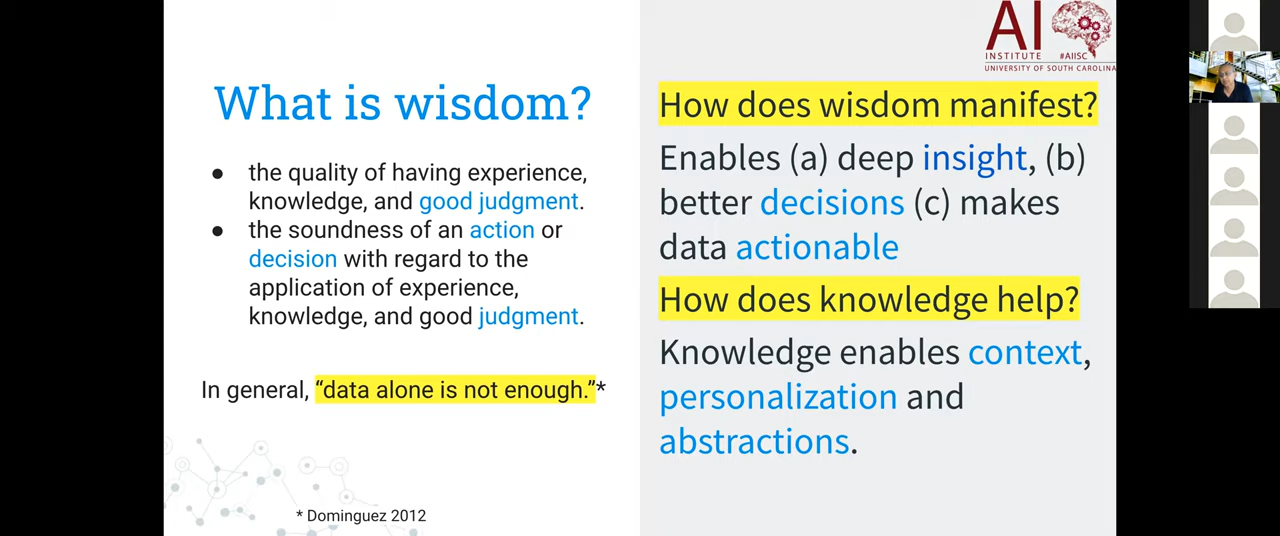 What is wisdom?
● the quality of having experience,
knowledge, and good judgment.
● the soundness of an action or
decision with regard to the
application of experience,
knowledge, and good judgment.
In general, “data alone is not enough.”*
* Dominguez 2012
AI
INSTITUTE #AIISC
UNIVERSITY OF SOUTH CAROLINA
How does wisdom manifest?
Enables (a) deep insight, (b)
better decisions (c) makes
data actionable
How does knowledge help?
Knowledge enables context,
personalization and
abstractions.